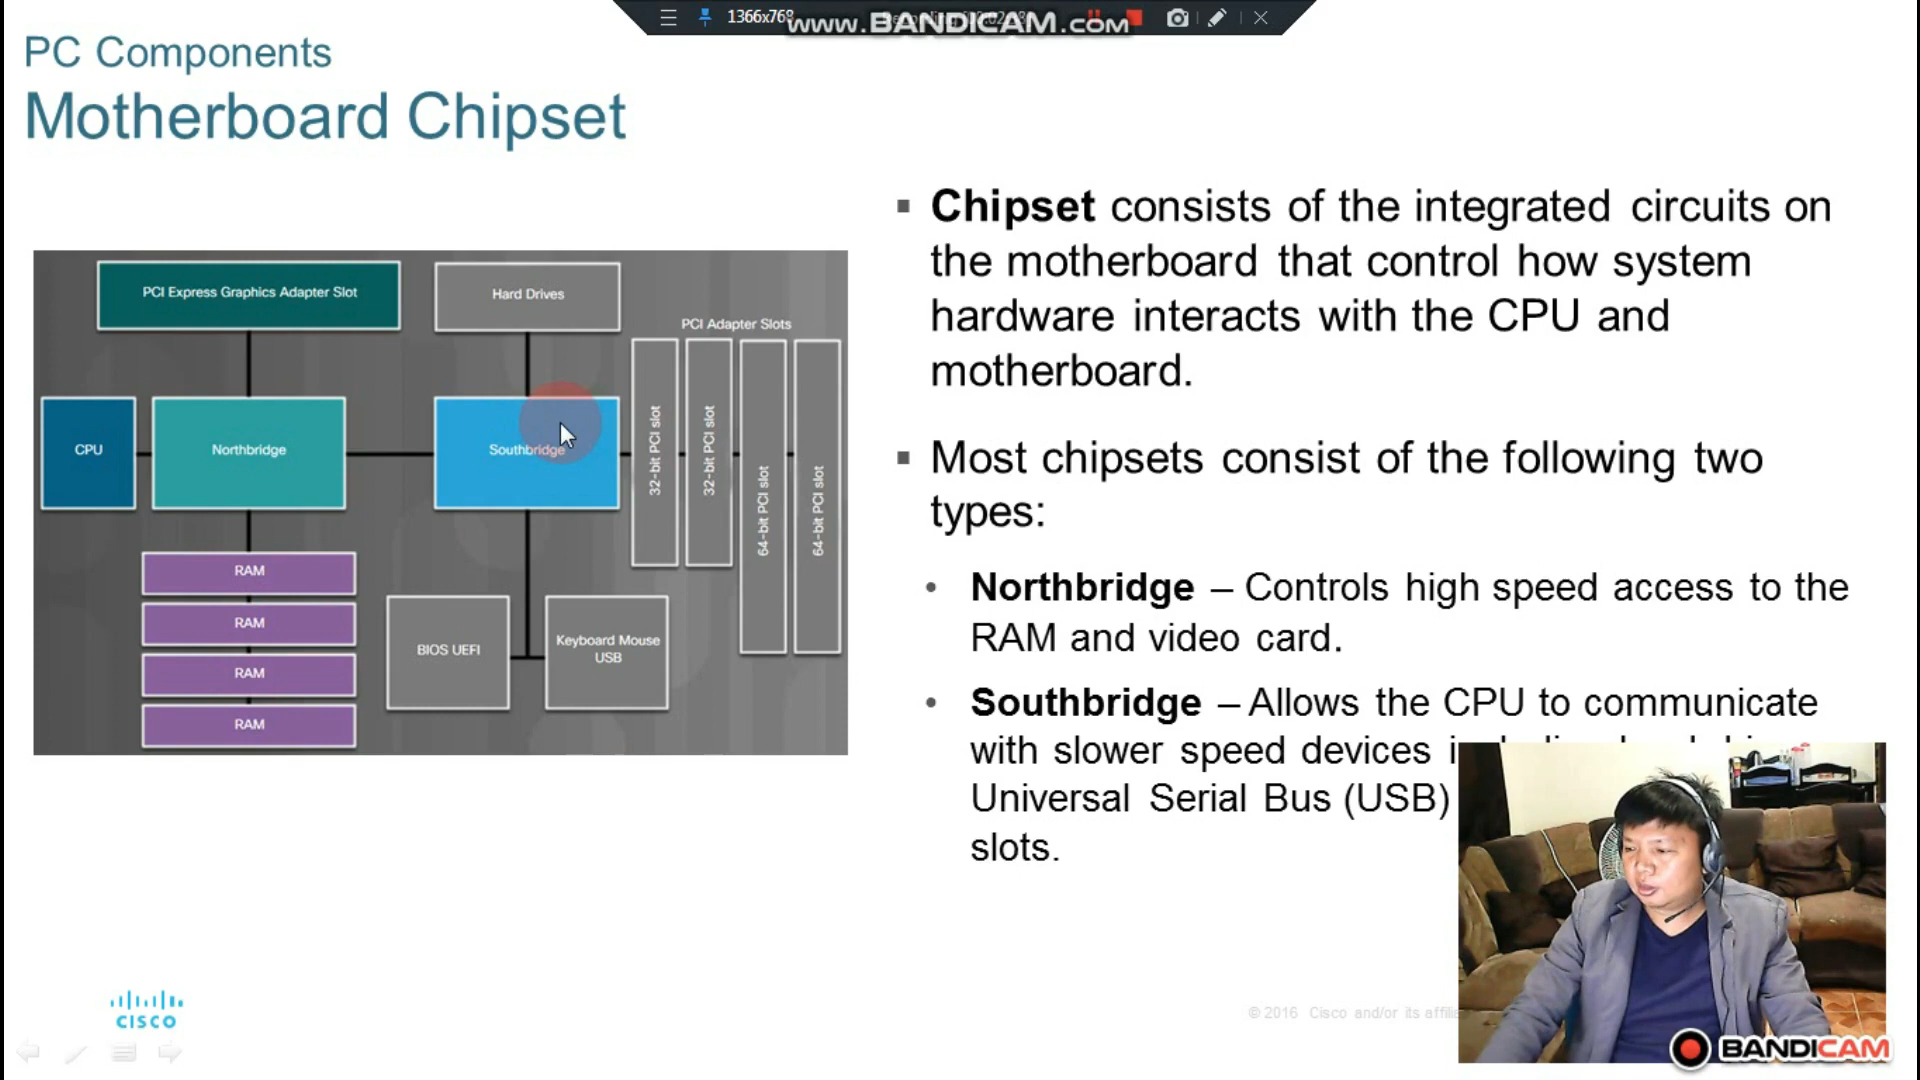 1366x768
www.BANDICAM.com
PC Components
Motherboard Chipset
PCI Express Graphics Adapter Slot
Hard Drives
PCI Adapter Slots
CPU
Northbridge
Southbridge
32-bit PCI slot
32-bit PCI slot
64-bit PCI slot
64-bit PCI slot
RAM
RAM
RAM
RAM
BIOS UEFI
Keyboard Mouse
USB
▪ Chipset consists of the integrated circuits on
the motherboard that control how system
hardware interacts with the CPU and
motherboard.
▪ Most chipsets consist of the following two
types:
• Northbridge – Controls high speed access to the
RAM and video card.
• Southbridge – Allows the CPU to communicate
with slower speed devices
Universal Serial Bus (USB)
slots.
CISCO
© 2016 Cisco and/or its
BANDICAM